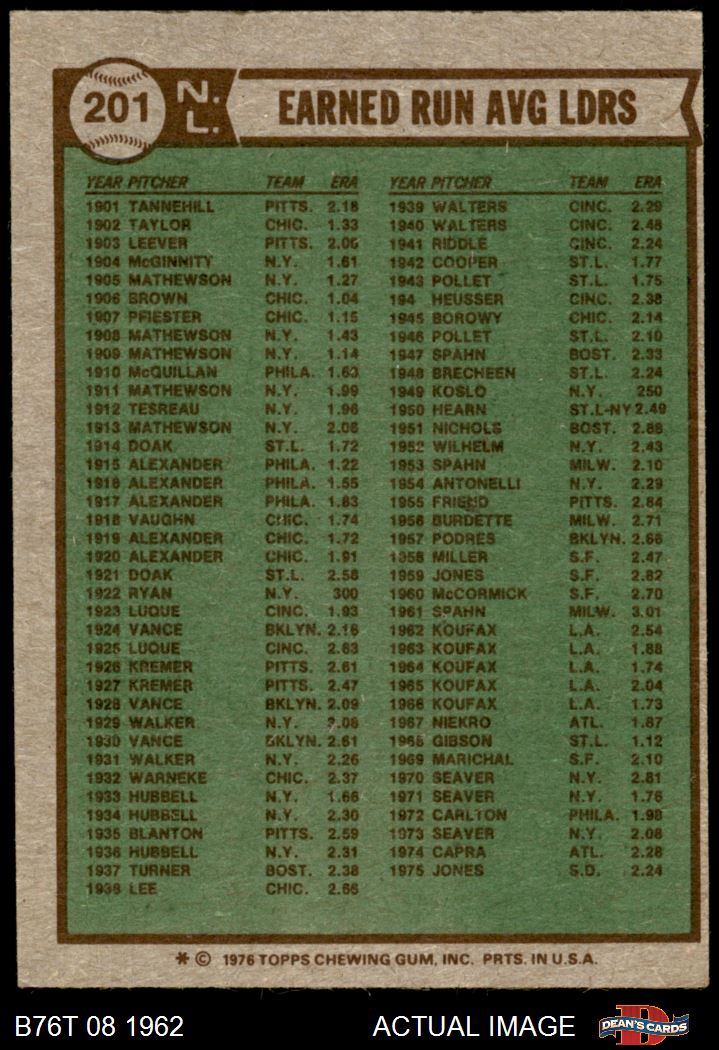 201 N.L. EARNED RUN AVG LDRS
YEAR PITCHER TEAM ERA
1901 TANNEHILL PITTS. 2.18
1902 TAYLOR CHIC. 1.33
1903 LEEVER PITTS. 2.06
1904 McGINNITY N.Y. 1.61
1905 MATHEWSON N.Y. 1.27
1906 BROWN CHIC. 1.04
1907 PFIESTER CHIC. 1.15
1908 MATHEWSON N.Y. 1.43
1909 MATHEWSON N.Y. 1.14
1910 McQUILLAN PHILA. 1.60
1911 MATHEWSON N.Y. 1.99
1912 TESREAU N.Y. 1.96
1913 MATHEWSON N.Y. 2.06
1914 DOAK ST.L. 1.72
1915 ALEXANDER PHILA. 1.22
1916 ALEXANDER PHILA. 1.55
1917 ALEXANDER PHILA. 1.83
1918 VAUGHN CHIC. 1.74
1919 ALEXANDER CHIC. 1.72
1920 ALEXANDER CHIC. 1.91
1921 DOAK ST.L. 2.58
1922 RYAN N.Y. 300
1923 LUQUE CINC. 1.93
1924 VANCE BKLYN. 2.16
1925 LUQUE CINC. 2.63
1926 KREMER PITTS. 2.61
1927 KREMER PITTS. 2.47
1928 VANCE BKLYN. 2.09
1929 WALKER N.Y. 3.08
1930 VANCE BKLYN. 2.61
1931 WALKER N.Y. 2.26
1932 WARNEKE CHIC. 2.37
1933 HUBBELL N.Y. 1.66
1934 HUBBELL N.Y. 2.30
1935 BLANTON PITTS. 2.59
1936 HUBBELL N.Y. 2.31
1937 TURNER BOST. 2.38
1938 LEE CHIC. 2.66
YEAR PITCHER TEAM ERA
1939 WALTERS CINC. 2.29
1940 WALTERS CINC. 2.48
1941 RIDDLE CINC. 2.24
1942 COOPER ST.L. 1.77
1943 POLLET ST.L. 1.75
194 HEUSSER CINC. 2.38
1945 BOROWY CHIC. 2.14
1946 POLLET ST.L. 2.10
1947 SPAHN BOST. 2.33
1948 BRECHEEN ST.L. 2.24
1949 KOSLO N.Y. 250
1950 HEARN ST.L-NY 2.49
1951 NICHOLS BOST. 2.88
1952 WILHELM N.Y. 2.43
1953 SPAHN MILW. 2.10
1954 ANTONELLI N.Y. 2.29
1955 FRIEND PITTS. 2.84
1956 BURDETTE MILW. 2.71
1957 PODRES BKLYN. 2.66
1958 MILLER S.F. 2.47
1959 JONES S.F. 2.82
1960 McCORMICK S.F. 2.70
1961 SPAHN MILW. 3.01
1962 KOUFAX L.A. 2.54
1963 KOUFAX L.A. 1.88
1964 KOUFAX L.A. 1.74
1965 KOUFAX L.A. 2.04
1966 KOUFAX L.A. 1.73
1967 NIEKRO ATL. 1.87
1968 GIBSON ST.L. 1.12
1969 MARICHAL S.F. 2.10
1970 SEAVER N.Y. 2.81
1971 SEAVER N.Y. 1.76
1972 CARLTON PHILA. 1.98
1973 SEAVER N.Y. 2.08
1974 CAPRA ATL. 2.28
1975 JONES S.D. 2.24
* © 1976 TOPPS CHEWING GUM, INC. PRTS. IN U.S.A.
B76T 08 1962 ACTUAL IMAGE DEAN'S CARDS